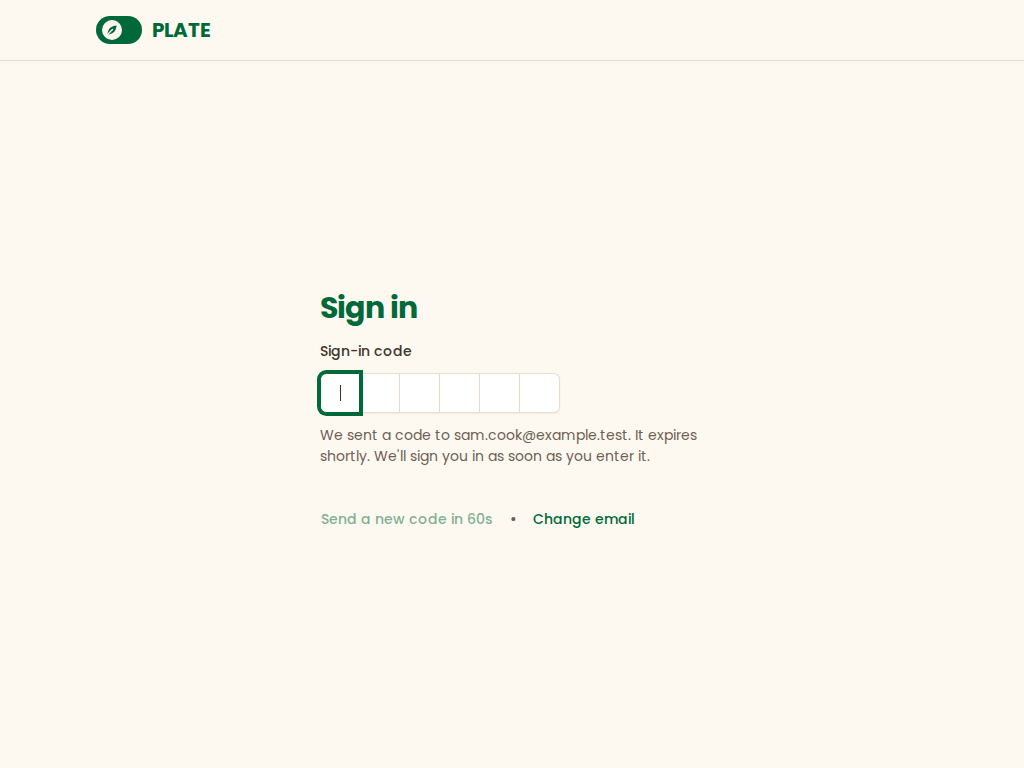 PLATE
Sign in
Sign-in code
We sent a code to sam.cook@example.test. It expires
shortly. We'll sign you in as soon as you enter it.
Send a new code in 60s • Change email